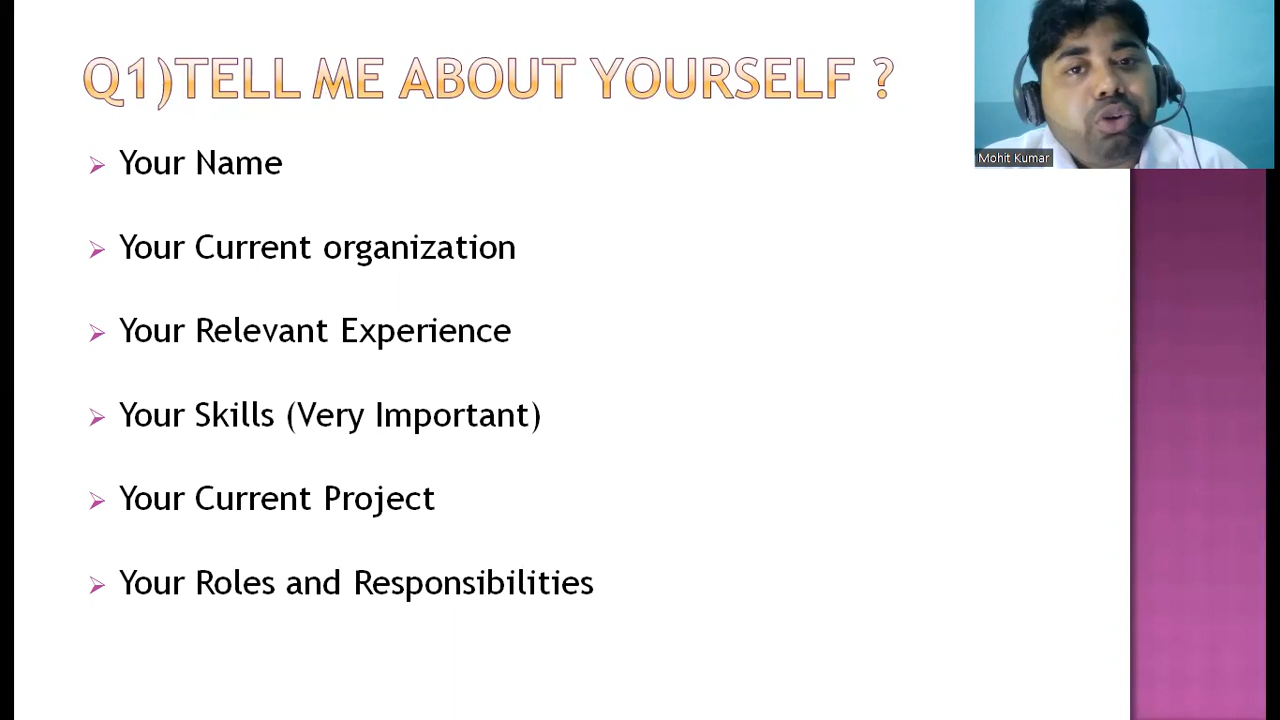 Q1)TELL ME ABOUT YOURSELF ?
Your Name
Your Current organization
Your Relevant Experience
Your Skills (Very Important)
Your Current Project
Your Roles and Responsibilities
Mohit Kumar